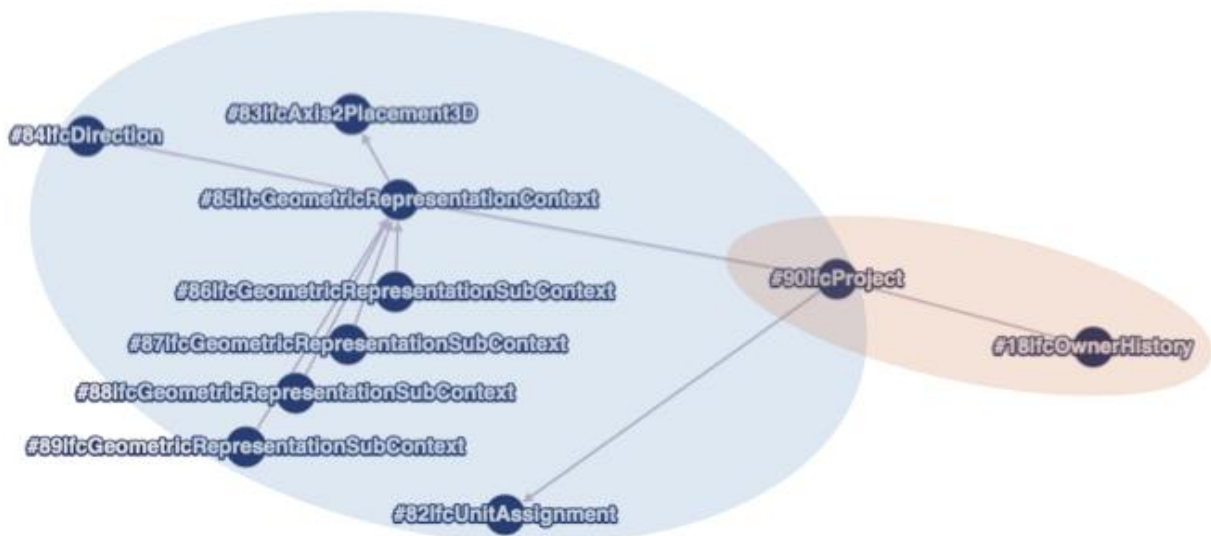 #83IfcAxis2Placement3D
#84IfcDirection
#85IfcGeometricRepresentationContext
#90IfcProject
#86IfcGeometricRepresentationSubContext
#87IfcGeometricRepresentationSubContext
#18IfcOwnerHistory
#88IfcGeometricRepresentationSubContext
#89IfcGeometricRepresentationSubContext
#82IfcUnitAssignment